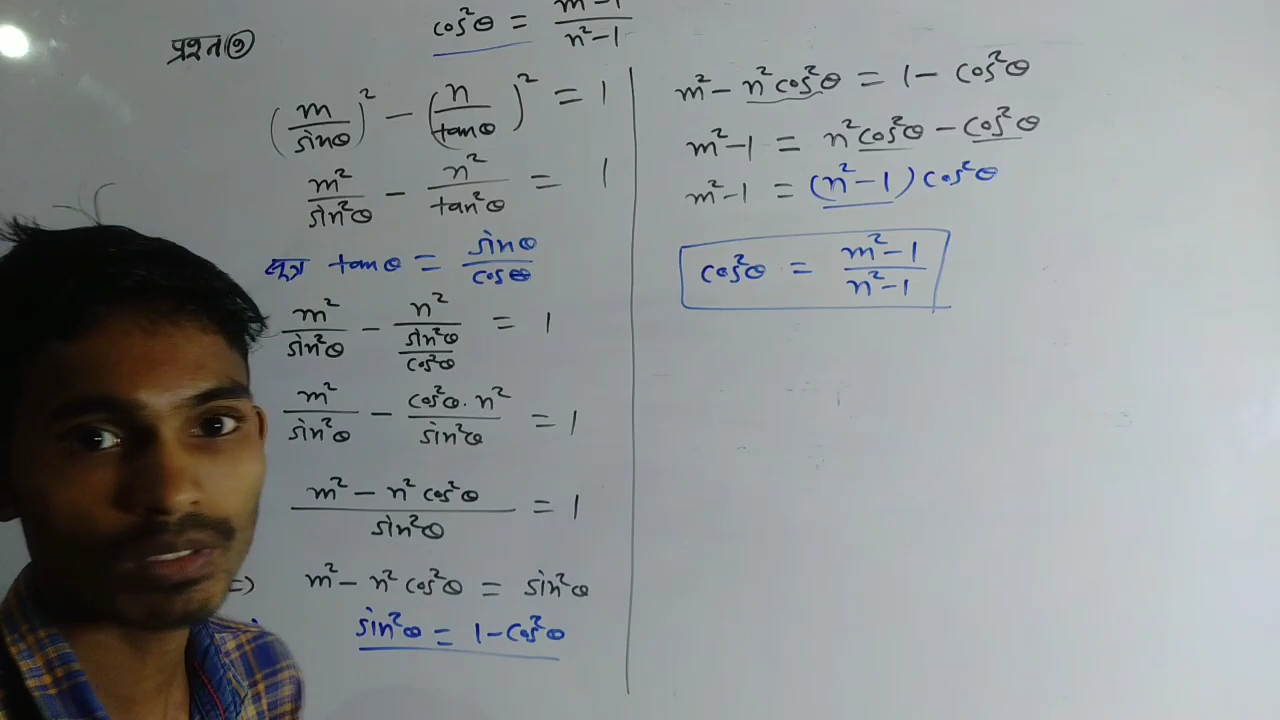 cos²θ = m²-1 / n²-1
प्रश्न ⑨
(m/sinθ)² - (n/tanθ)² = 1
m²/sin²θ - n²/tan²θ = 1
सूत्र tanθ = sinθ/cosθ
m²/sin²θ - n²/(sin²θ/cos²θ) = 1
m²/sin²θ - cos²θ·n²/sin²θ = 1
(m² - n²cos²θ)/sin²θ = 1
=) m² - n²cos²θ = sin²θ
sin²θ = 1-cos²θ
m² - n²cos²θ = 1 - cos²θ
m²-1 = n²cos²θ - cos²θ
m²-1 = (n²-1)cos²θ
cos²θ = m²-1 / n²-1